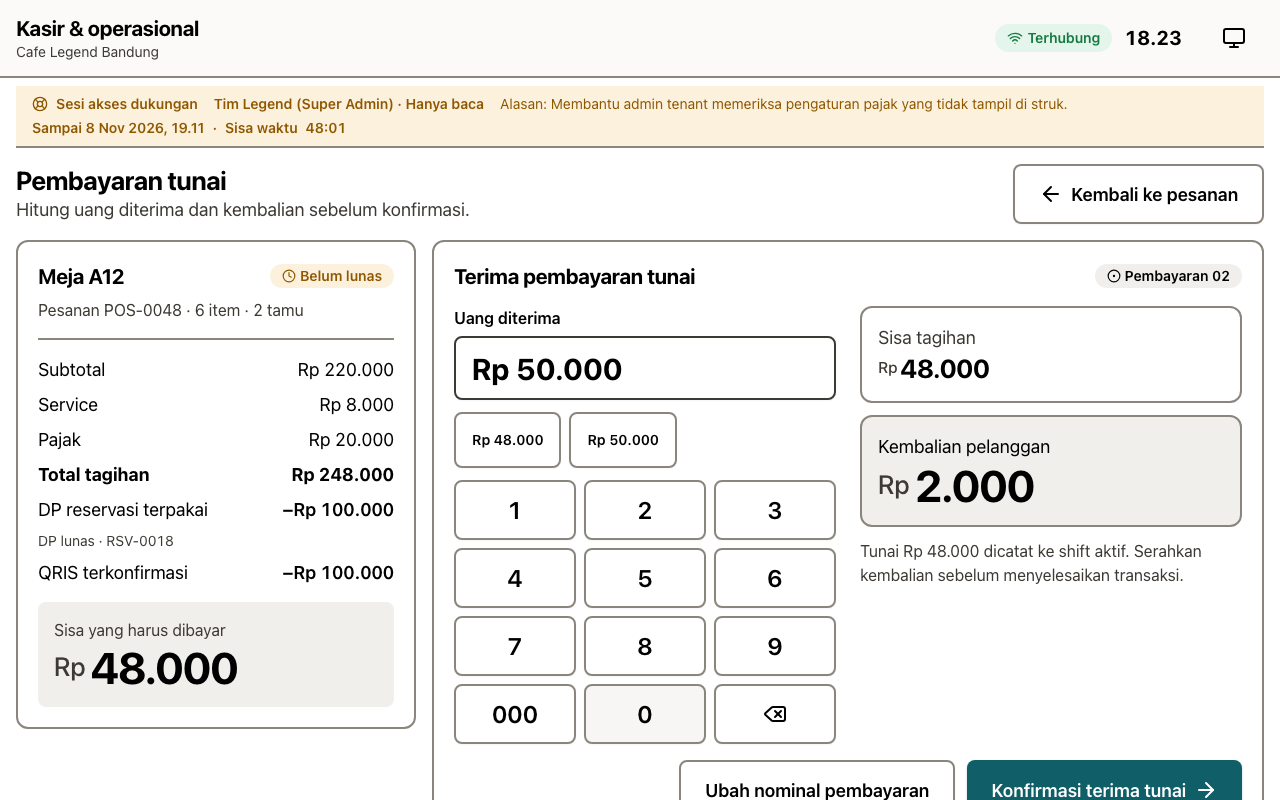 Kasir & operasional
Cafe Legend Bandung
Terhubung
18.23
Sesi akses dukungan Tim Legend (Super Admin) · Hanya baca Alasan: Membantu admin tenant memeriksa pengaturan pajak yang tidak tampil di struk.
Sampai 8 Nov 2026, 19.11 · Sisa waktu 48:01
Pembayaran tunai
Hitung uang diterima dan kembalian sebelum konfirmasi.
Kembali ke pesanan
Meja A12
Belum lunas
Pesanan POS-0048 · 6 item · 2 tamu
Subtotal Rp 220.000
Service Rp 8.000
Pajak Rp 20.000
Total tagihan Rp 248.000
DP reservasi terpakai −Rp 100.000
DP lunas · RSV-0018
QRIS terkonfirmasi −Rp 100.000
Sisa yang harus dibayar
Rp 48.000
Terima pembayaran tunai
Pembayaran 02
Uang diterima
Rp 50.000
Rp 48.000 Rp 50.000
1 2 3
4 5 6
7 8 9
000 0
Sisa tagihan
Rp 48.000
Kembalian pelanggan
Rp 2.000
Tunai Rp 48.000 dicatat ke shift aktif. Serahkan
kembalian sebelum menyelesaikan transaksi.
Ubah nominal pembayaran
Konfirmasi terima tunai